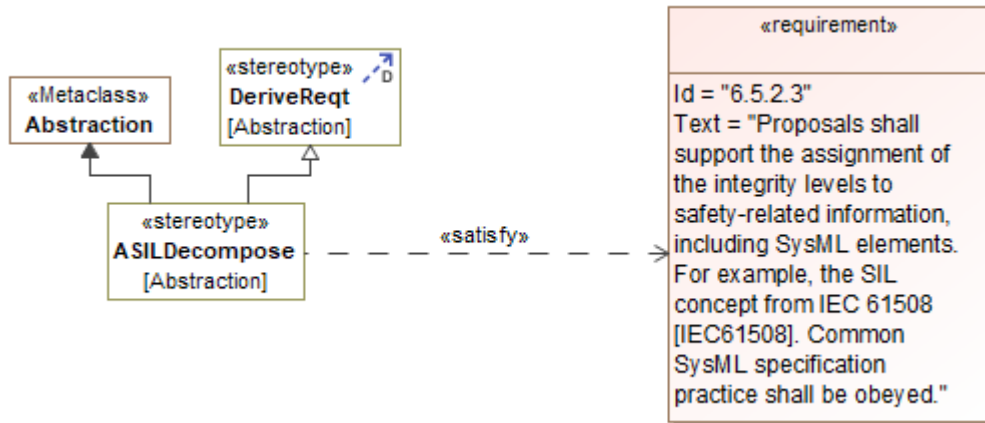 «Metaclass»
Abstraction
«stereotype»
D
DeriveReqt
[Abstraction]
«stereotype»
ASILDecompose
[Abstraction]
«satisfy»
«requirement»
Id = "6.5.2.3"
Text = "Proposals shall
support the assignment of
the integrity levels to
safety-related information,
including SysML elements.
For example, the SIL
concept from IEC 61508
[IEC61508]. Common
SysML specification
practice shall be obeyed."